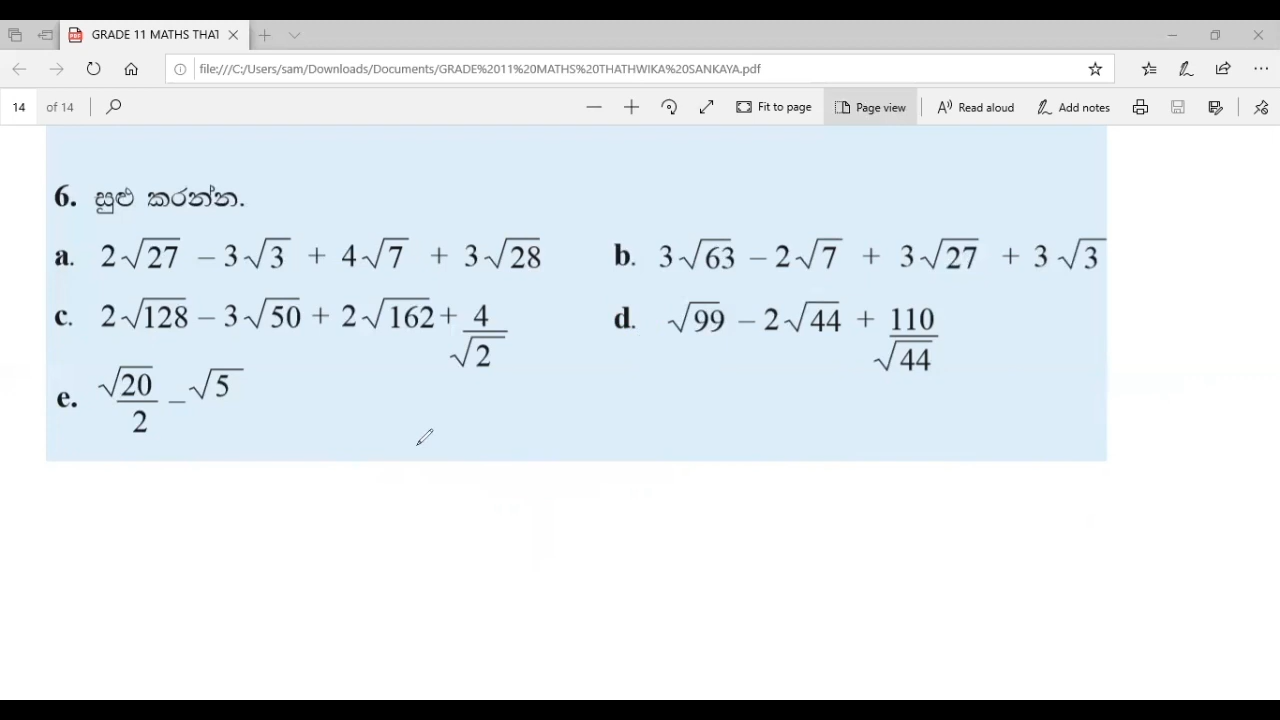 GRADE 11 MATHS THAT
file:///C:/Users/sam/Downloads/Documents/GRADE%2011%20MATHS%20THATHWIKA%20SANKAYA.pdf
14 of 14 Fit to page Page view Read aloud Add notes
6. සුළු කරන්න.
a. 2√27 – 3√3 + 4√7 + 3√28 b. 3√63 – 2√7 + 3√27 + 3√3
c. 2√128 – 3√50 + 2√162 + 4/√2 d. √99 – 2√44 + 110/√44
e. √20/2 – √5